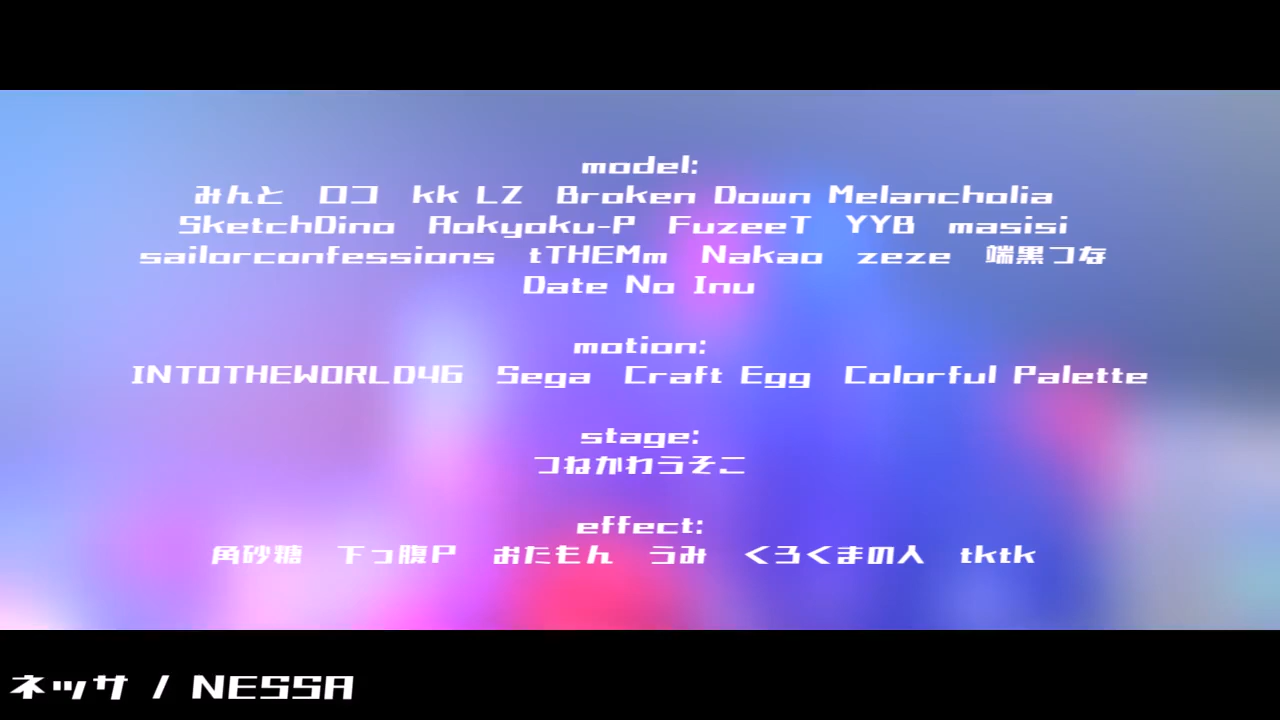 model:
みんと　ロコ　kk LZ　Broken Down Melancholia
SketchDino　Aokyoku-P　FuzeeT　YYB　masisi
sailorconfessions　tTHEMm　Nakao　zeze　端黒つな
Date No Inu
motion:
INTOTHEWORLD46　Sega　Craft Egg　Colorful Palette
stage:
つねかわうそこ
effect:
角砂糖　下っ腹P　おたもん　うみ　くろくまの人　tktk
ネッサ / NESSA